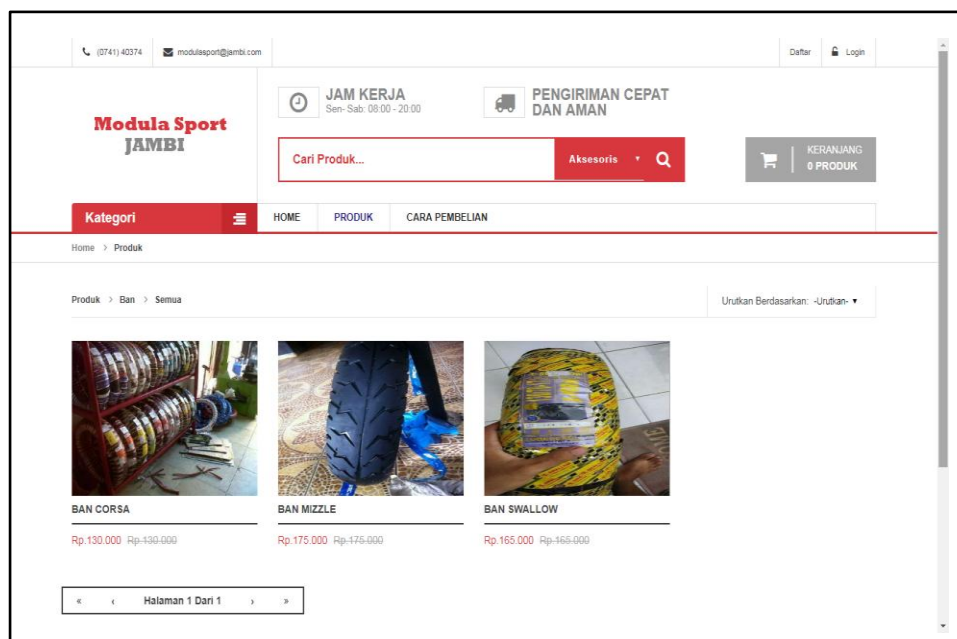 (0741) 40374 modulasport@jambi.com Daftar Login
Modula Sport
JAMBI
JAM KERJA
Sen- Sab: 08:00 - 20:00
PENGIRIMAN CEPAT
DAN AMAN
Cari Produk... Aksesoris
KERANJANG
0 PRODUK
Kategori HOME PRODUK CARA PEMBELIAN
Home > Produk
Produk > Ban > Semua Urutkan Berdasarkan: -Urutkan-
BAN CORSA BAN MIZZLE BAN SWALLOW
Rp.130.000 Rp.130.000 Rp.175.000 Rp.175.000 Rp.165.000 Rp.165.000
« ‹ Halaman 1 Dari 1 › »